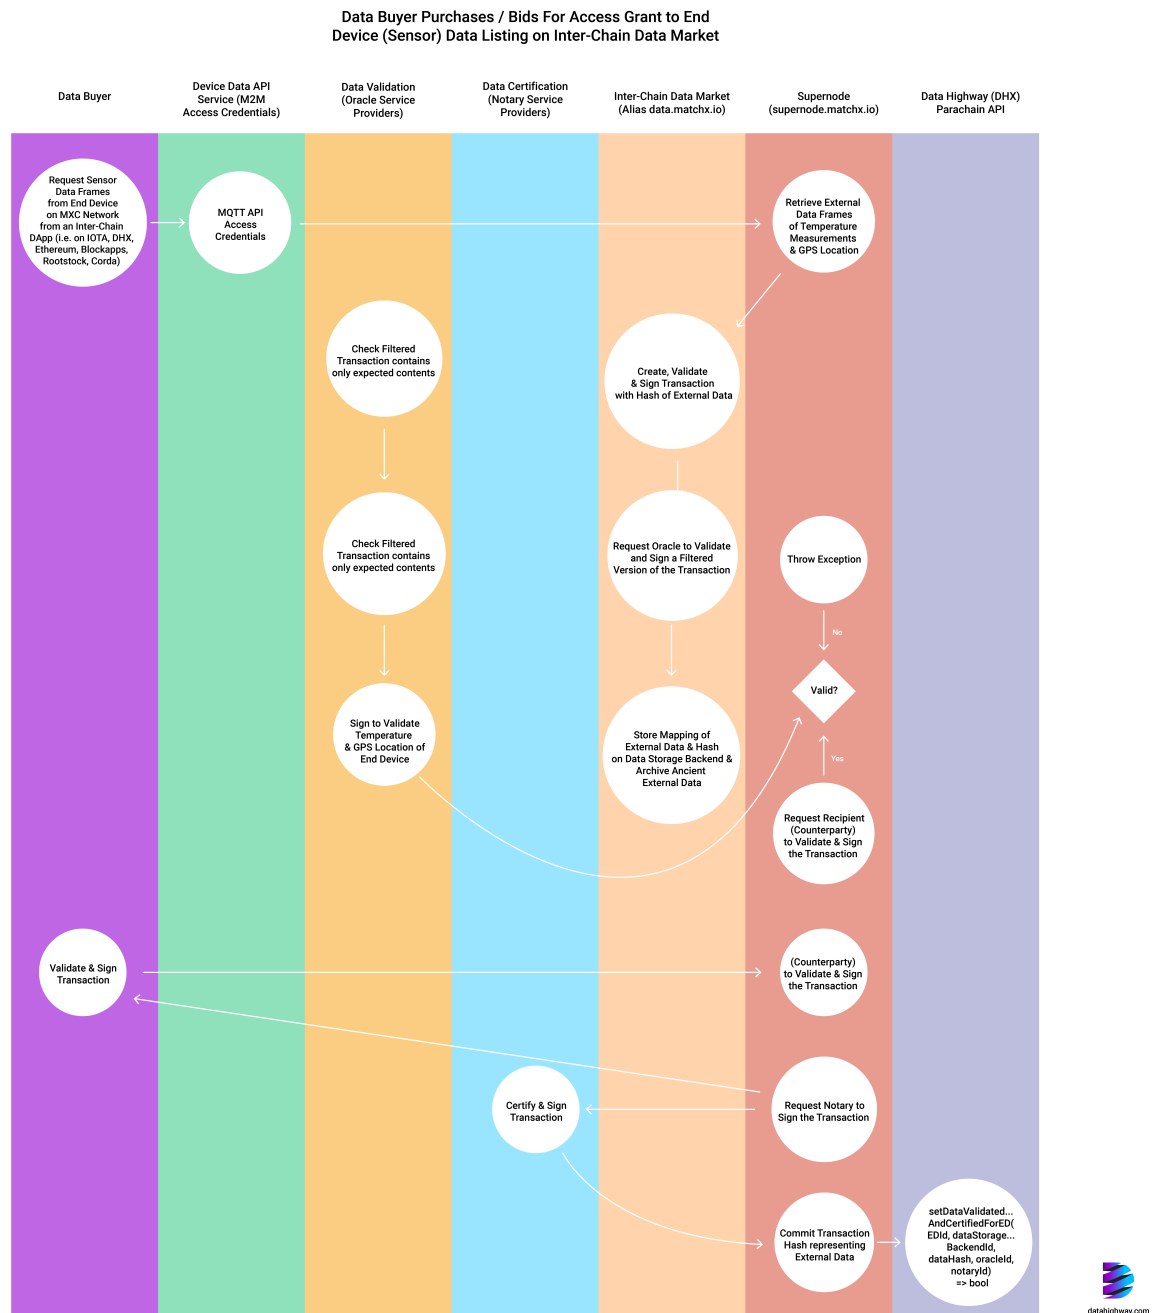 Data Buyer Purchases / Bids For Access Grant to End
Device (Sensor) Data Listing on Inter-Chain Data Market
Data Buyer
Device Data API
Service (M2M
Access Credentials)
Data Validation
(Oracle Service
Providers)
Data Certification
(Notary Service
Providers)
Inter-Chain Data Market
(Alias data.matchx.io)
Supernode
(supernode.matchx.io)
Data Highway (DHX)
Parachain API
Request Sensor
Data Frames
from End Device
on MXC Network
from an Inter-Chain
DApp (i.e. on IOTA, DHX,
Ethereum, Blockapps,
Rootstock, Corda)
MQTT API
Access
Credentials
Retrieve External
Data Frames
of Temperature
Measurements
& GPS Location
Check Filtered
Transaction contains
only expected contents
Create, Validate
& Sign Transaction
with Hash of External Data
Check Filtered
Transaction contains
only expected contents
Request Oracle to Validate
and Sign a Filtered
Version of the Transaction
Throw Exception
No
Valid?
Yes
Sign to Validate
Temperature
& GPS Location of
End Device
Store Mapping of
External Data & Hash
on Data Storage Backend &
Archive Ancient
External Data
Request Recipient
(Counterparty)
to Validate & Sign
the Transaction
Validate & Sign
Transaction
(Counterparty)
to Validate & Sign
the Transaction
Certify & Sign
Transaction
Request Notary to
Sign the Transaction
Commit Transaction
Hash representing
External Data
setDataValidated...
AndCertifiedForED(
EDId, dataStorage...
BackendId,
dataHash, oracleId,
notaryId)
=> bool
datahighway.com